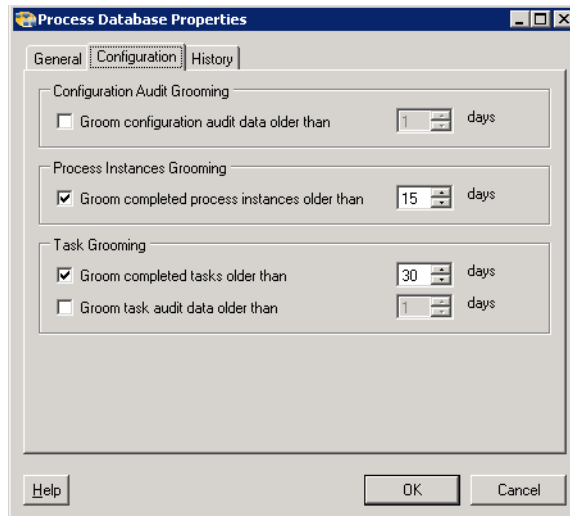 Process Database Properties
General Configuration History
Configuration Audit Grooming
Groom configuration audit data older than 1 days
Process Instances Grooming
Groom completed process instances older than 15 days
Task Grooming
Groom completed tasks older than 30 days
Groom task audit data older than 1 days
Help OK Cancel